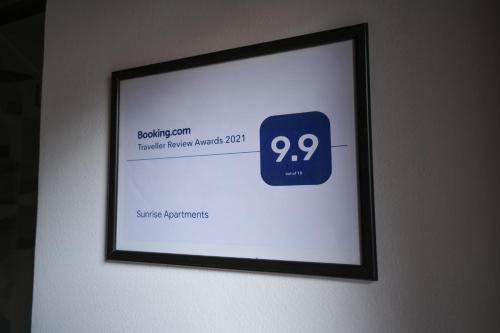 Booking.com
Traveller Review Awards 2021
9.9
out of 10
Sunrise Apartments